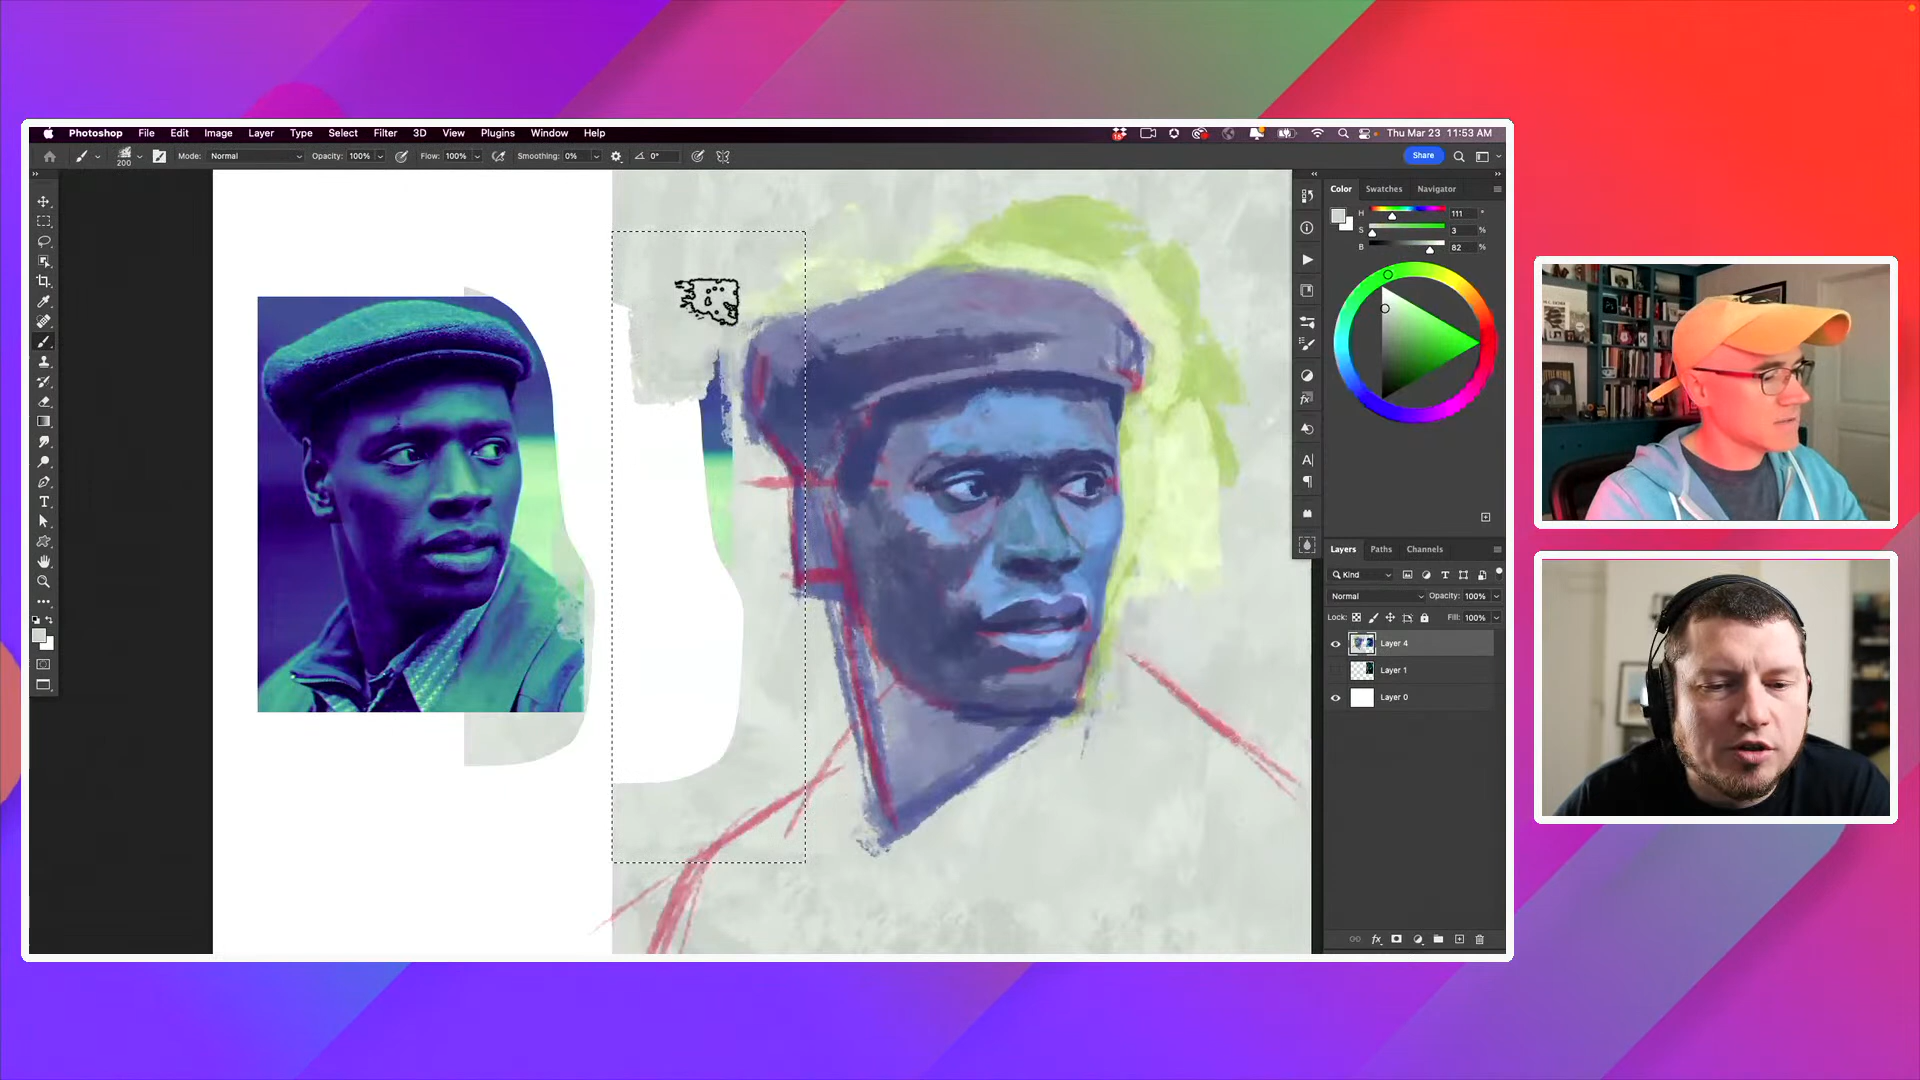 Photoshop File Edit Image Layer Type Select Filter 3D View Plugins Window Help Thu Mar 23 11:53 AM
200 Mode: Normal Opacity: 100% Flow: 100% Smoothing: 0% 0° Share
Color Swatches Navigator
H 111 °
S 3 %
B 82 %
Layers Paths Channels
Kind
Normal Opacity: 100%
Lock: Fill: 100%
Layer 4
Layer 1
Layer 0